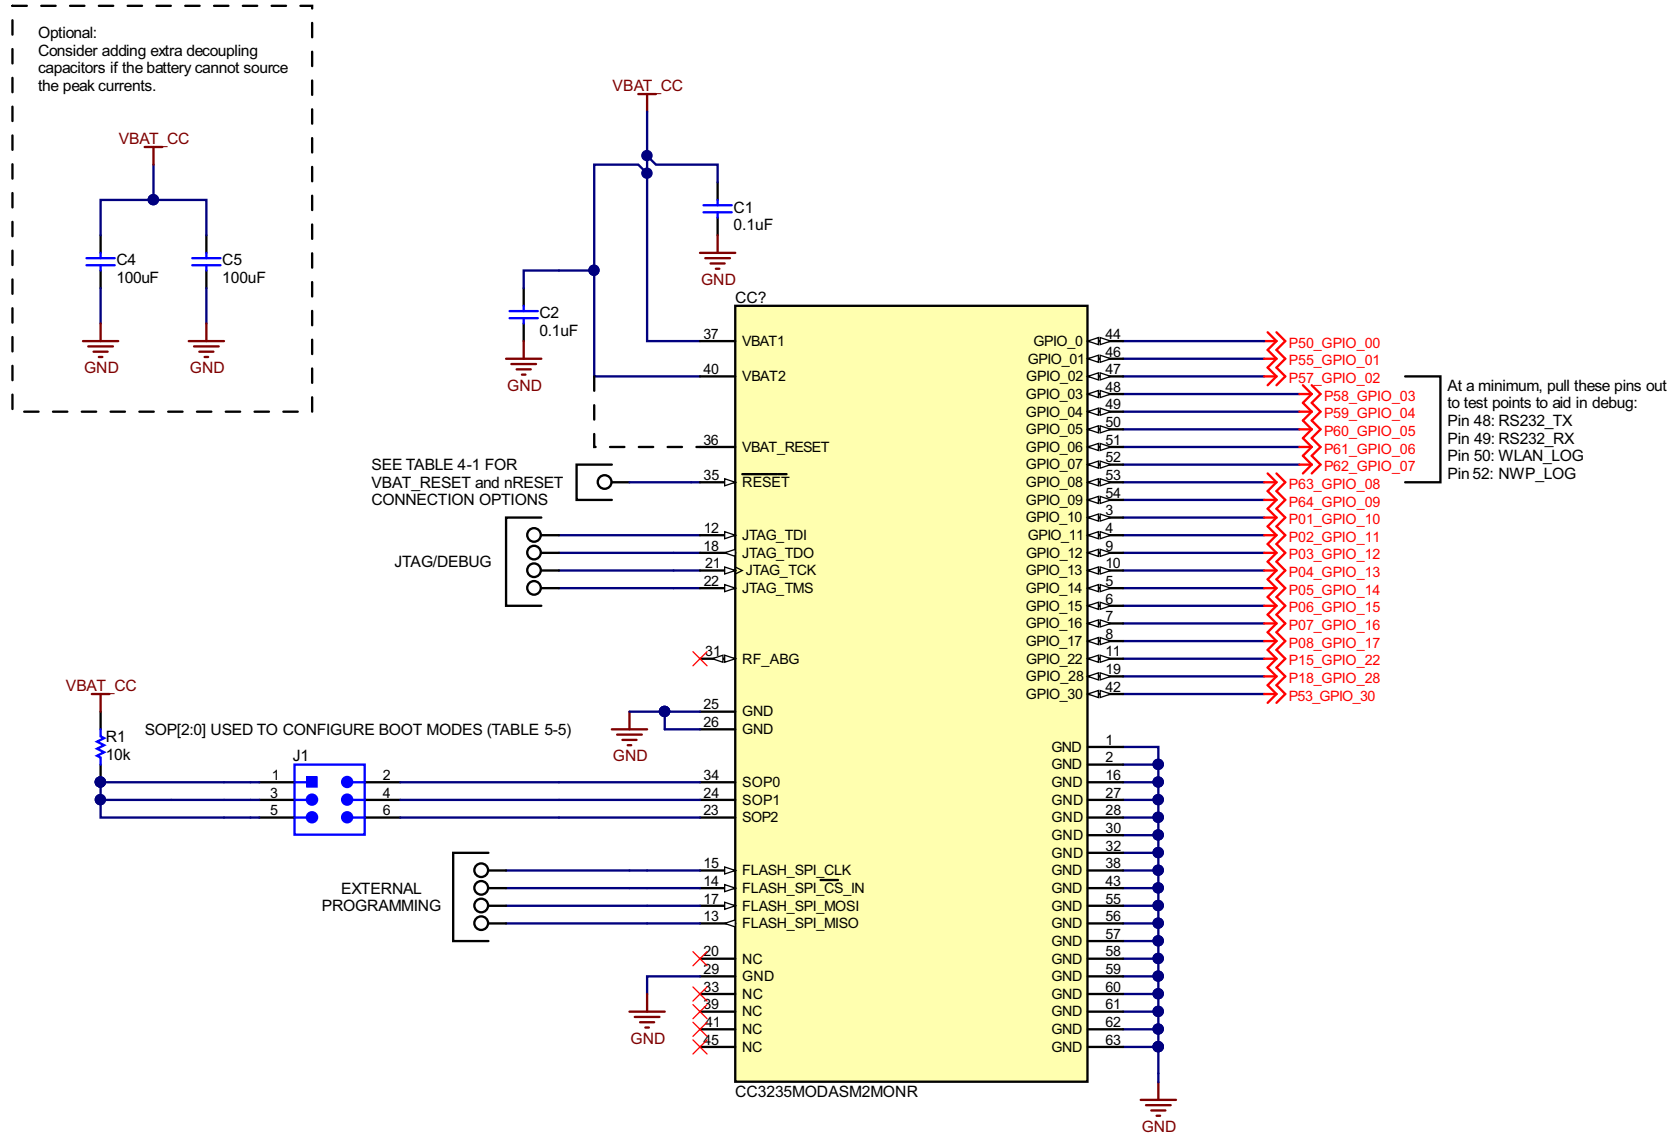 Optional:
Consider adding extra decoupling
capacitors if the battery cannot source
the peak currents.
VBAT_CC
C4
100uF
C5
100uF
GND
GND
VBAT_CC
C1
0.1uF
GND
C2
0.1uF
GND
CC?
37 VBAT1
40 VBAT2
36 VBAT_RESET
SEE TABLE 4-1 FOR
VBAT_RESET and nRESET
CONNECTION OPTIONS
35 RESET
JTAG/DEBUG
12 JTAG_TDI
18 JTAG_TDO
21 JTAG_TCK
22 JTAG_TMS
31 RF_ABG
25 GND
26 GND
GND
VBAT_CC
R1
10k
SOP[2:0] USED TO CONFIGURE BOOT MODES (TABLE 5-5)
J1
1 2 34 SOP0
3 4 24 SOP1
5 6 23 SOP2
EXTERNAL
PROGRAMMING
15 FLASH_SPI_CLK
14 FLASH_SPI_CS_IN
17 FLASH_SPI_MOSI
13 FLASH_SPI_MISO
20 NC
29 GND
33 NC
39 NC
41 NC
45 NC
GND
GPIO_0 44 P50_GPIO_00
GPIO_01 46 P55_GPIO_01
GPIO_02 47 P57_GPIO_02
GPIO_03 48 P58_GPIO_03
GPIO_04 49 P59_GPIO_04
GPIO_05 50 P60_GPIO_05
GPIO_06 51 P61_GPIO_06
GPIO_07 52 P62_GPIO_07
GPIO_08 53 P63_GPIO_08
GPIO_09 54 P64_GPIO_09
GPIO_10 3 P01_GPIO_10
GPIO_11 4 P02_GPIO_11
GPIO_12 9 P03_GPIO_12
GPIO_13 10 P04_GPIO_13
GPIO_14 5 P05_GPIO_14
GPIO_15 6 P06_GPIO_15
GPIO_16 7 P07_GPIO_16
GPIO_17 8 P08_GPIO_17
GPIO_22 11 P15_GPIO_22
GPIO_28 19 P18_GPIO_28
GPIO_30 42 P53_GPIO_30
At a minimum, pull these pins out
to test points to aid in debug:
Pin 48: RS232_TX
Pin 49: RS232_RX
Pin 50: WLAN_LOG
Pin 52: NWP_LOG
GND 1
GND 2
GND 16
GND 27
GND 28
GND 30
GND 32
GND 38
GND 43
GND 55
GND 56
GND 57
GND 58
GND 59
GND 60
GND 61
GND 62
GND 63
GND
CC3235MODASM2MONR